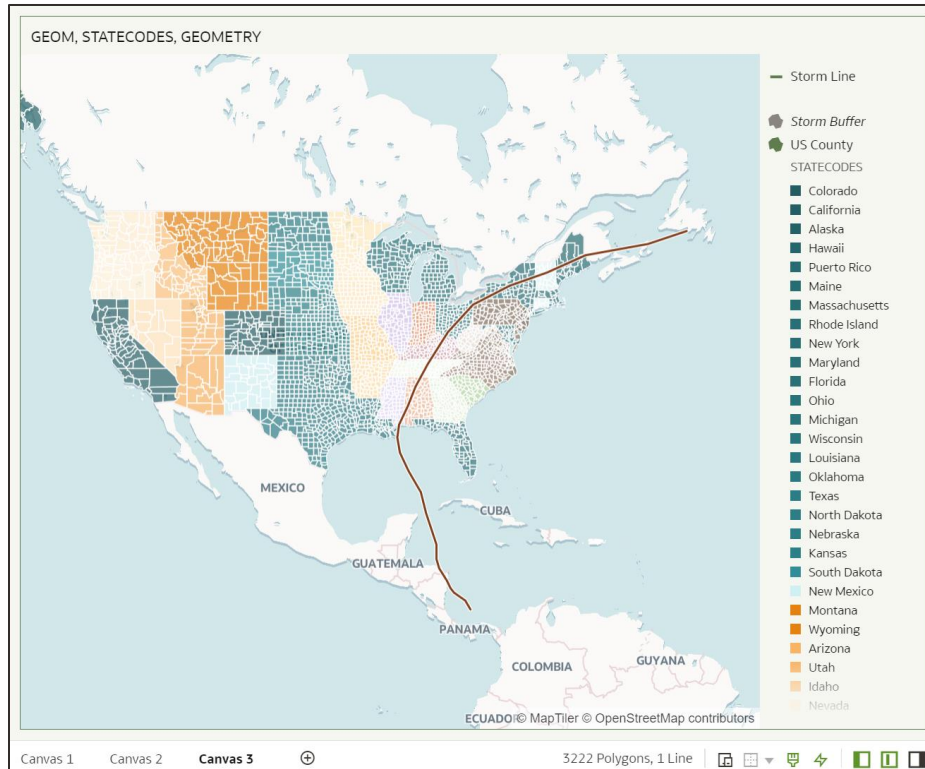 GEOM, STATECODES, GEOMETRY
Storm Line
Storm Buffer
US County
STATECODES
Colorado
California
Alaska
Hawaii
Puerto Rico
Maine
Massachusetts
Rhode Island
New York
Maryland
Florida
Ohio
Michigan
Wisconsin
Louisiana
Oklahoma
Texas
North Dakota
Nebraska
Kansas
South Dakota
New Mexico
Montana
Wyoming
Arizona
Utah
Idaho
Nevada
MEXICO
CUBA
GUATEMALA
PANAMA
COLOMBIA
GUYANA
ECUADO
© MapTiler © OpenStreetMap contributors
Canvas 1 Canvas 2 Canvas 3 3222 Polygons, 1 Line